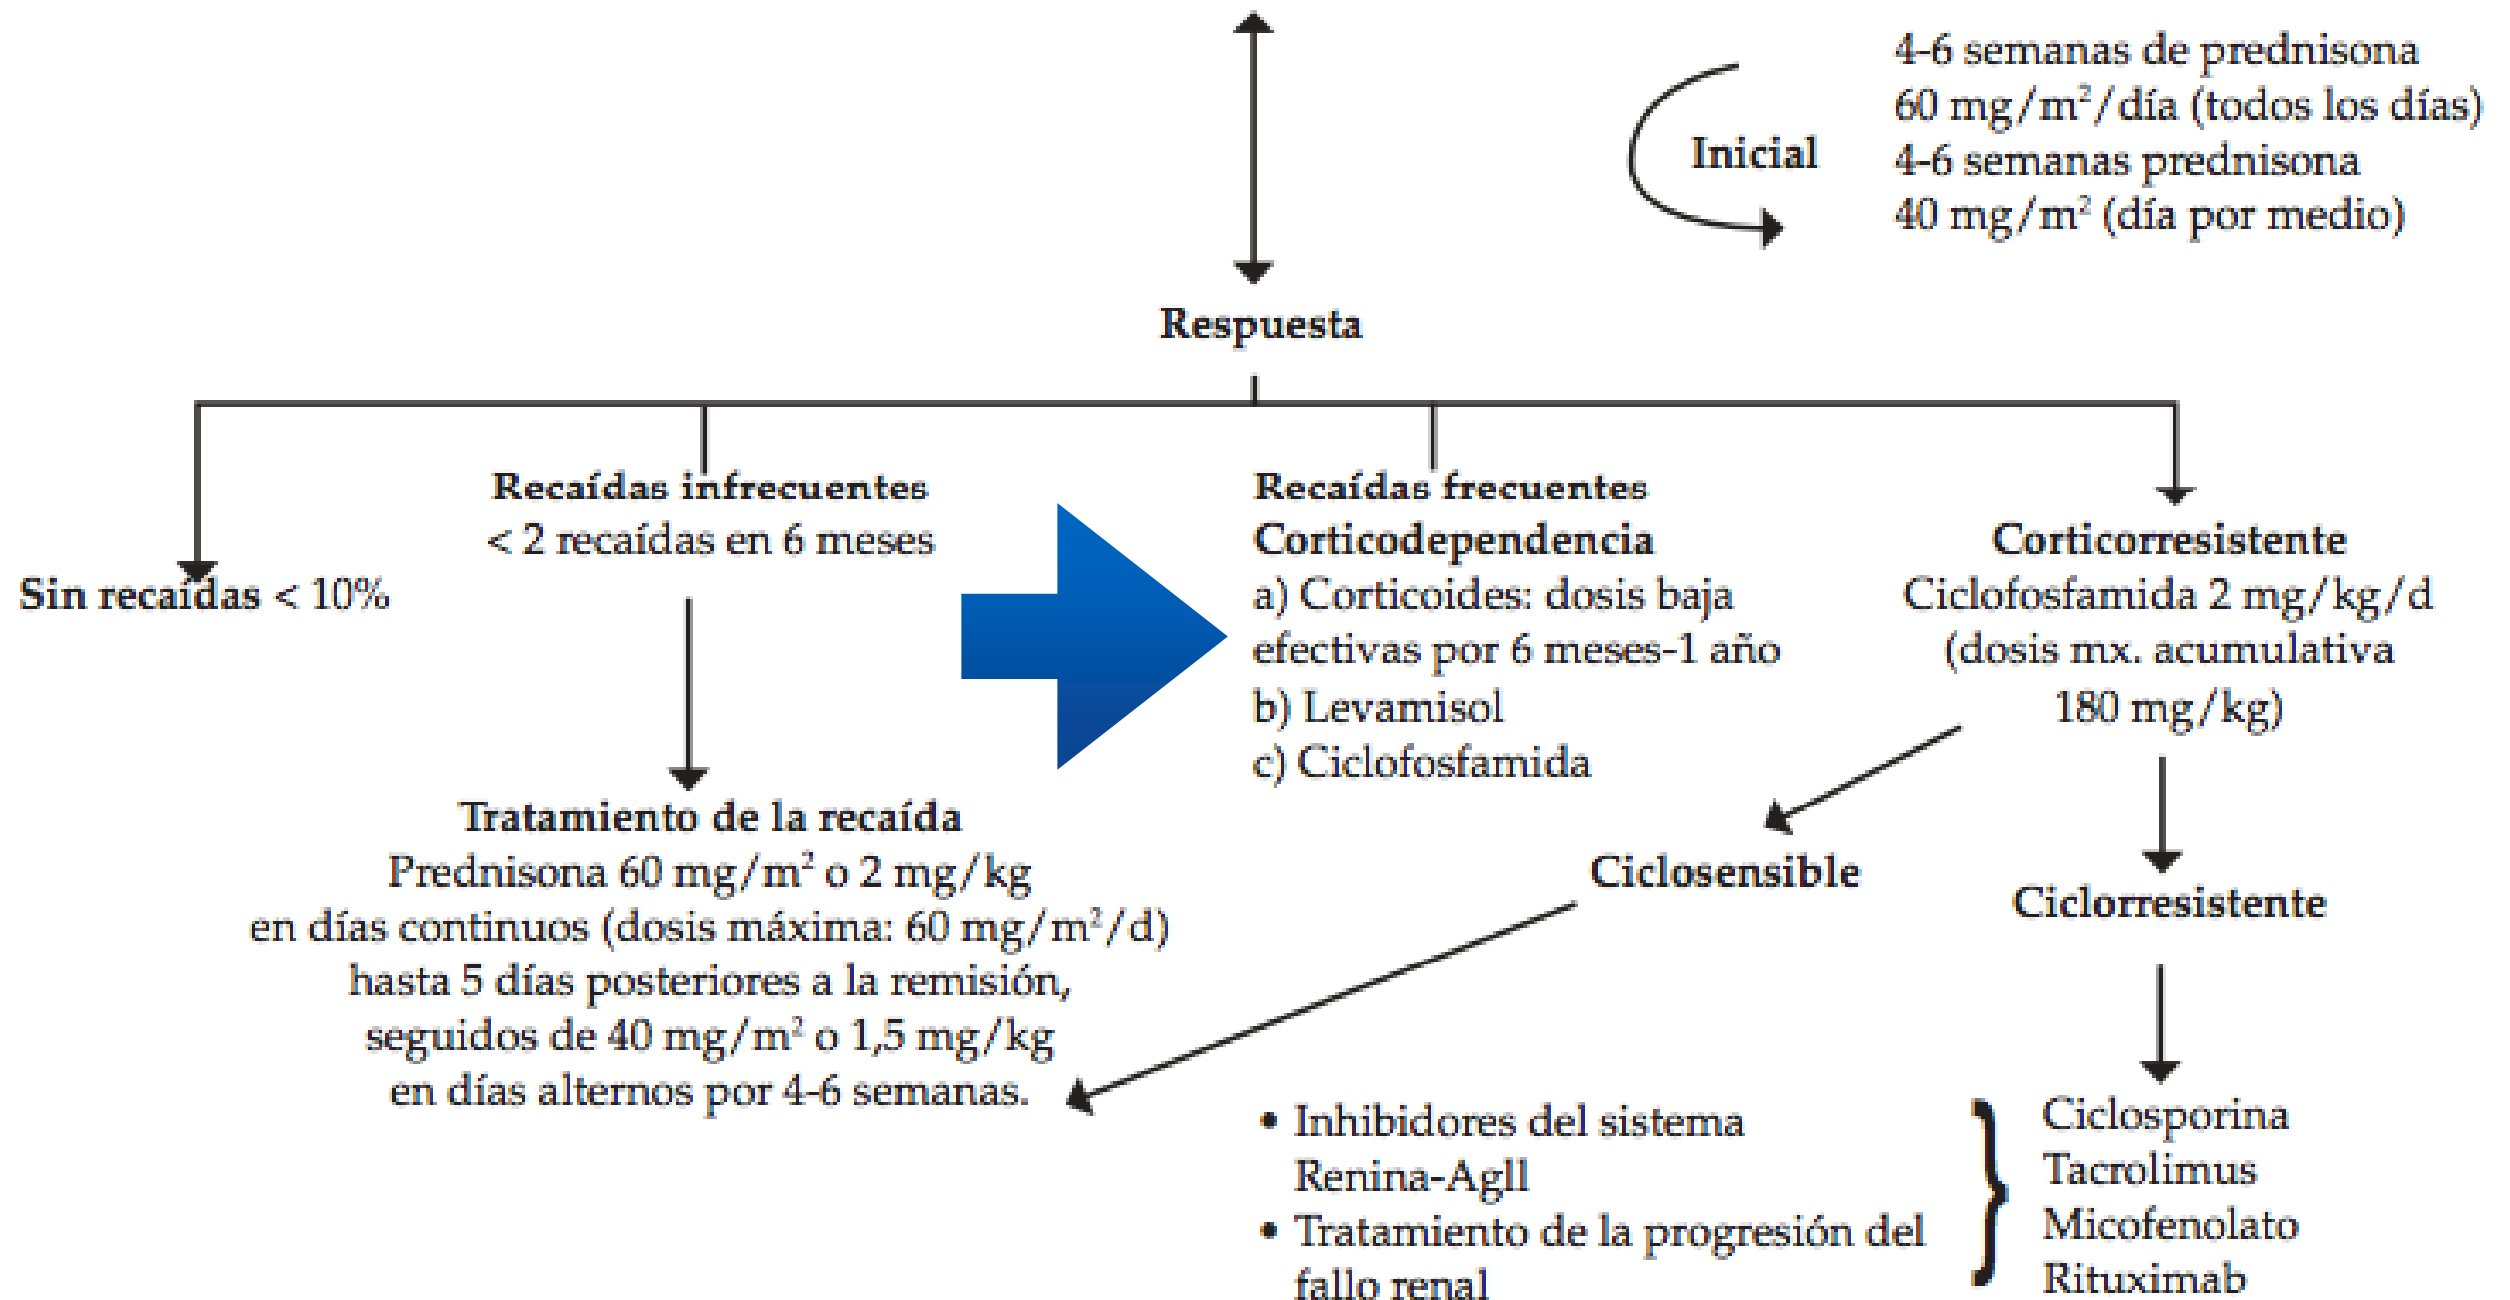 4-6 semanas de prednisona
60 mg/m²/día (todos los días)
Inicial
4-6 semanas prednisona
40 mg/m² (día por medio)
Respuesta
Sin recaídas < 10%
Recaídas infrecuentes
< 2 recaídas en 6 meses
Tratamiento de la recaída
Prednisona 60 mg/m² o 2 mg/kg
en días continuos (dosis máxima: 60 mg/m²/d)
hasta 5 días posteriores a la remisión,
seguidos de 40 mg/m² o 1,5 mg/kg
en días alternos por 4-6 semanas.
Recaídas frecuentes
Corticodependencia
a) Corticoides: dosis baja
efectivas por 6 meses-1 año
b) Levamisol
c) Ciclofosfamida
Corticorresistente
Ciclofosfamida 2 mg/kg/d
(dosis mx. acumulativa
180 mg/kg)
Ciclosensible
Ciclorresistente
• Inhibidores del sistema
Renina-Agll
• Tratamiento de la progresión del
fallo renal
Ciclosporina
Tacrolimus
Micofenolato
Rituximab